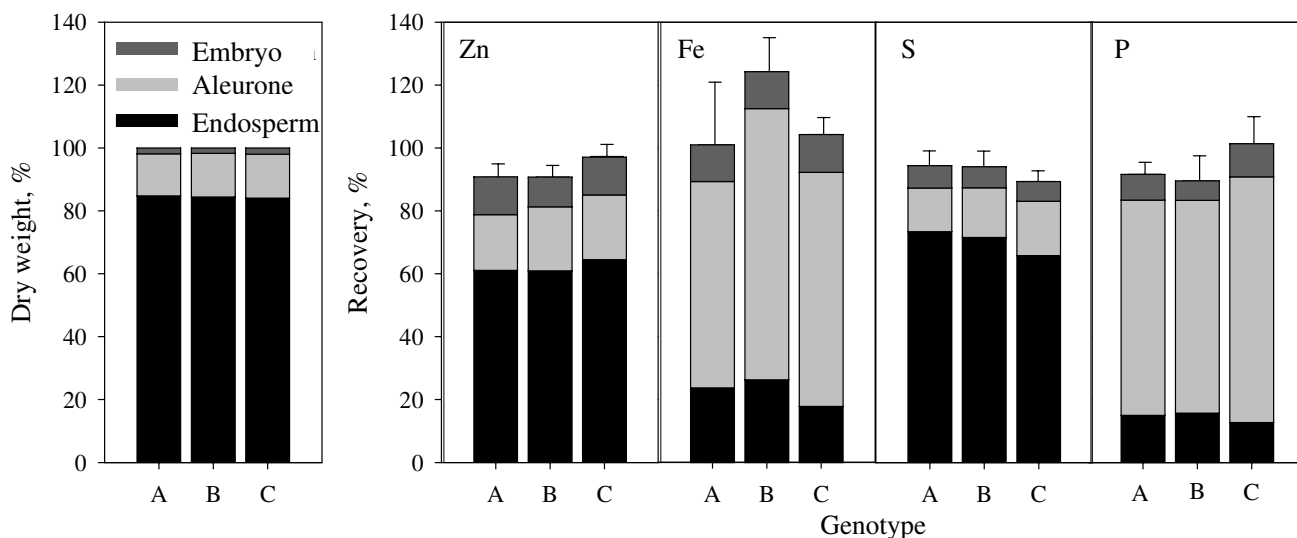 140
120
100
80
60
40
20
0
Dry weight, %
Embryo
Aleurone
Endosperm
A B C
140
120
100
80
60
40
20
0
Recovery, %
Zn
A B C
Fe
A B C
S
A B C
P
A B C
Genotype